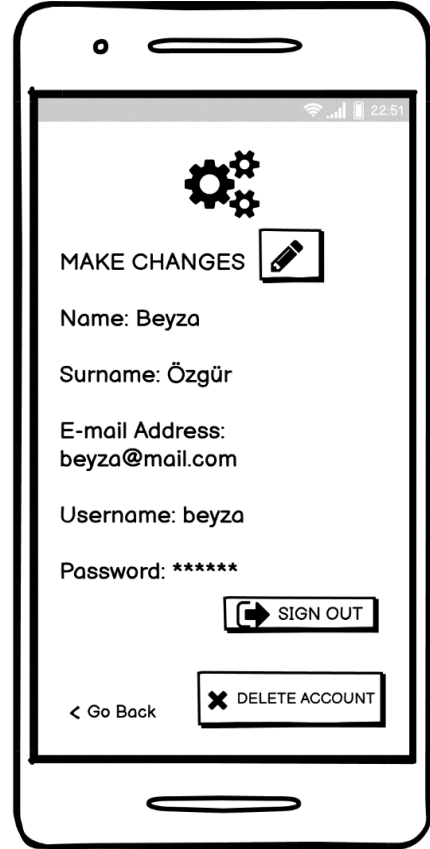 22:51
MAKE CHANGES
Name: Beyza
Surname: Özgür
E-mail Address:
beyza@mail.com
Username: beyza
Password: ******
SIGN OUT
DELETE ACCOUNT
< Go Back